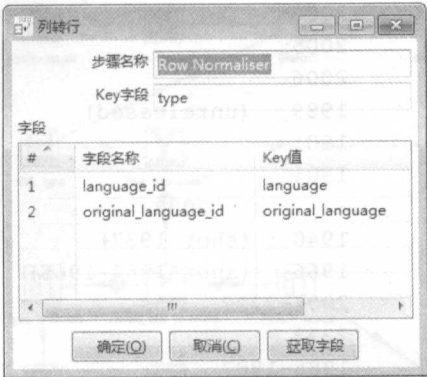 列转行
步骤名称 Row Normaliser
Key字段 type
字段
# 字段名称 Key值
1 language_id language
2 original_language_id original_language
确定(O) 取消(C) 获取字段